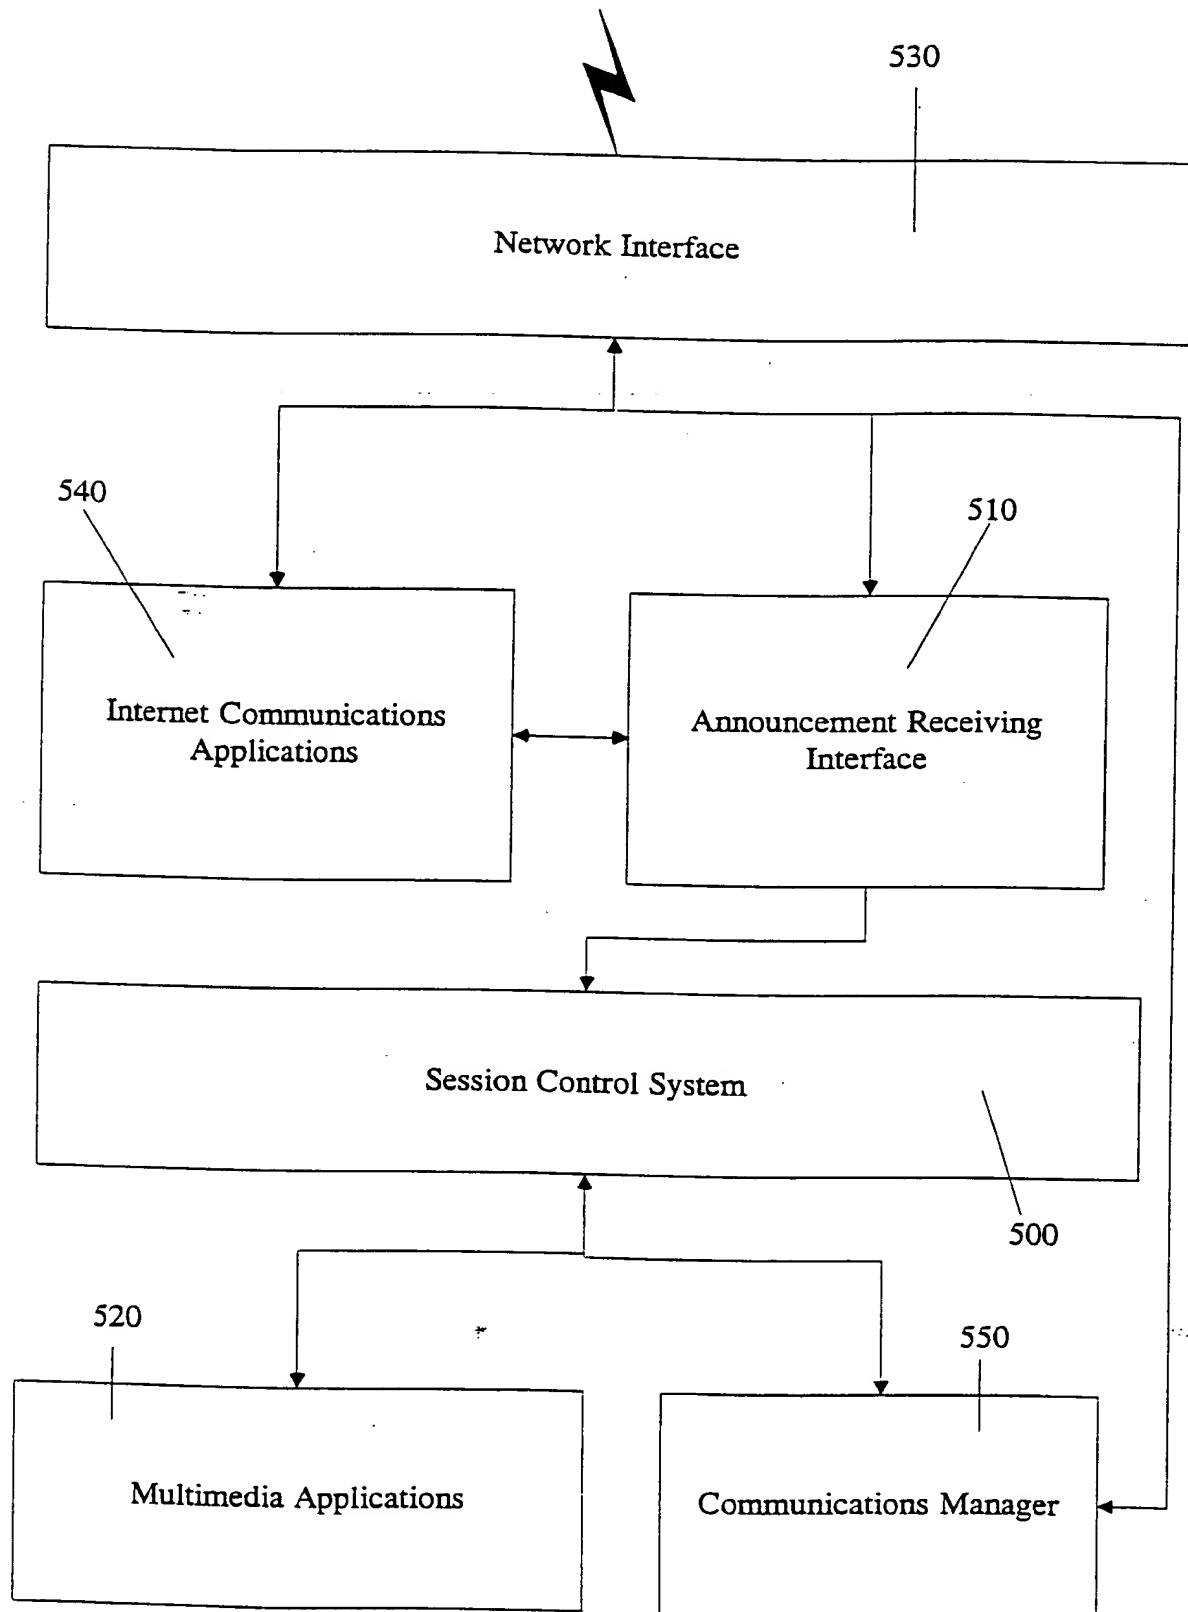 530
Network Interface
540
510
Internet Communications
Applications
Announcement Receiving
Interface
Session Control System
500
520
550
Multimedia Applications
Communications Manager